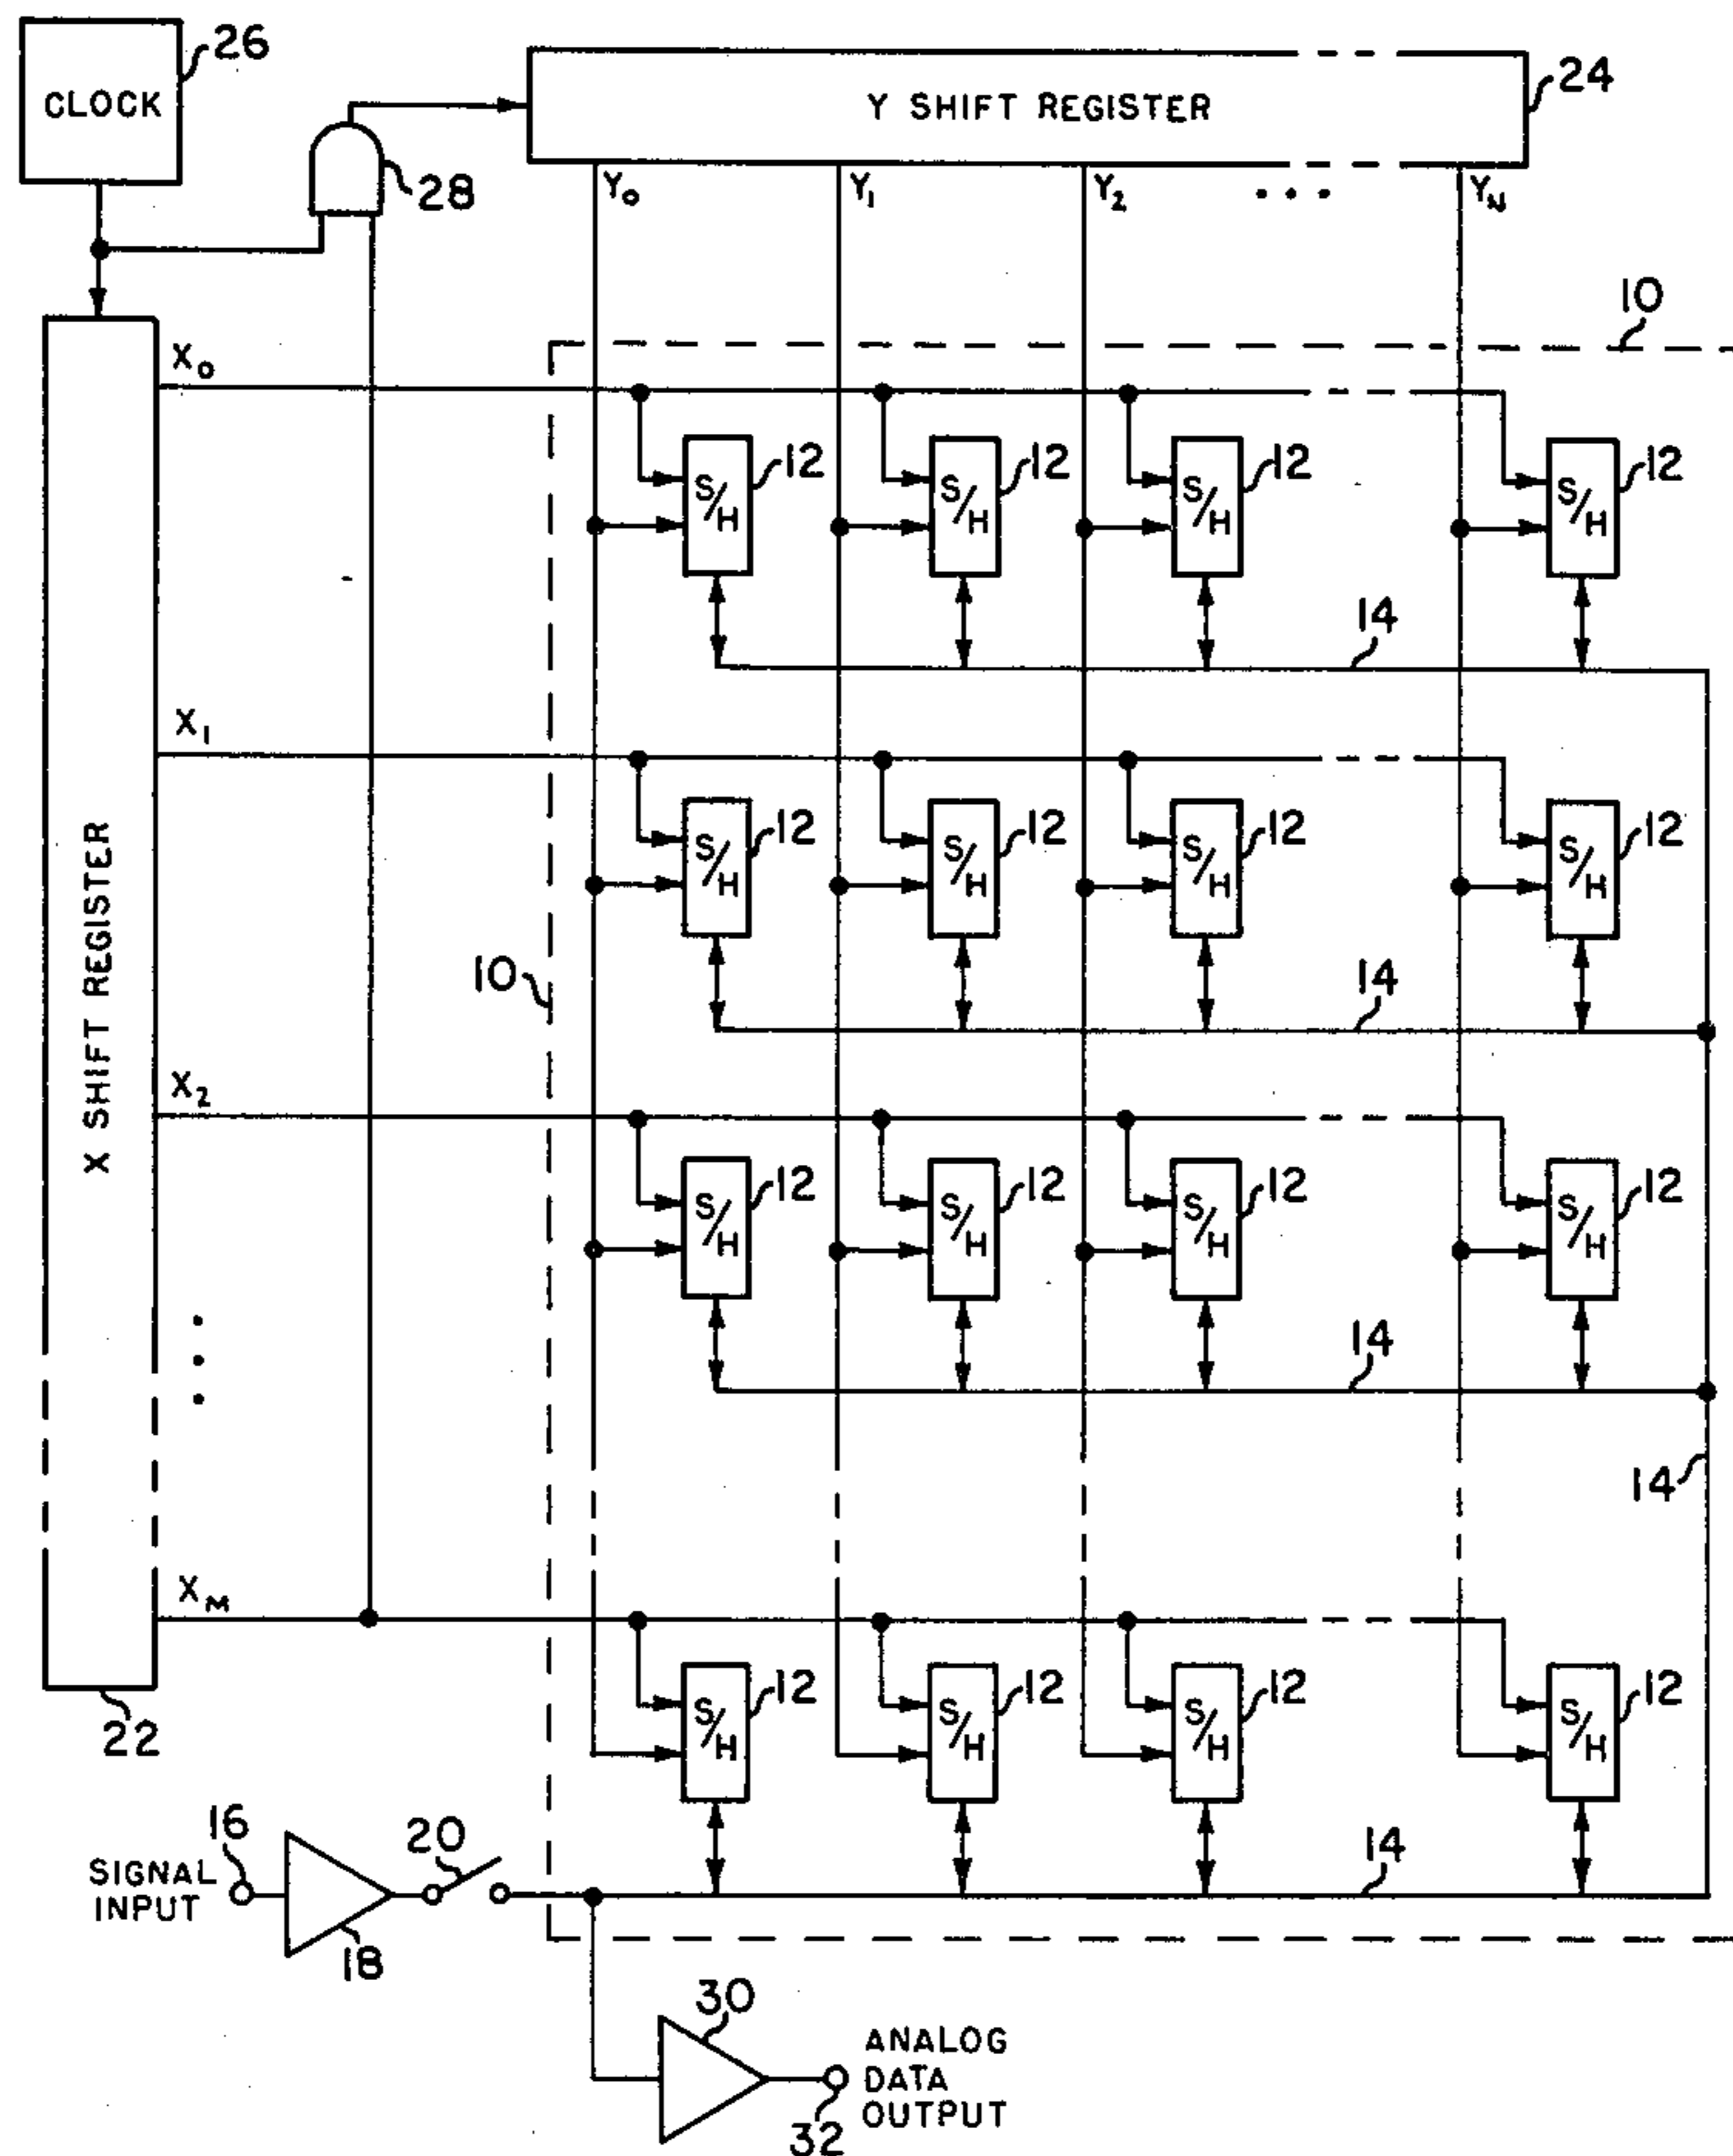 26
CLOCK
28
Y SHIFT REGISTER
24
Y₀ Y₁ Y₂ • • • Y_N
10
X₀
S/H 12 S/H 12 S/H 12 S/H 12
14
X₁
S/H 12 S/H 12 S/H 12 S/H 12
10
14
X SHIFT REGISTER
X₂
S/H 12 S/H 12 S/H 12 S/H 12
14
14
X_M
S/H 12 S/H 12 S/H 12 S/H 12
22
16
SIGNAL
INPUT
18
20
14
30
ANALOG
DATA
OUTPUT
32